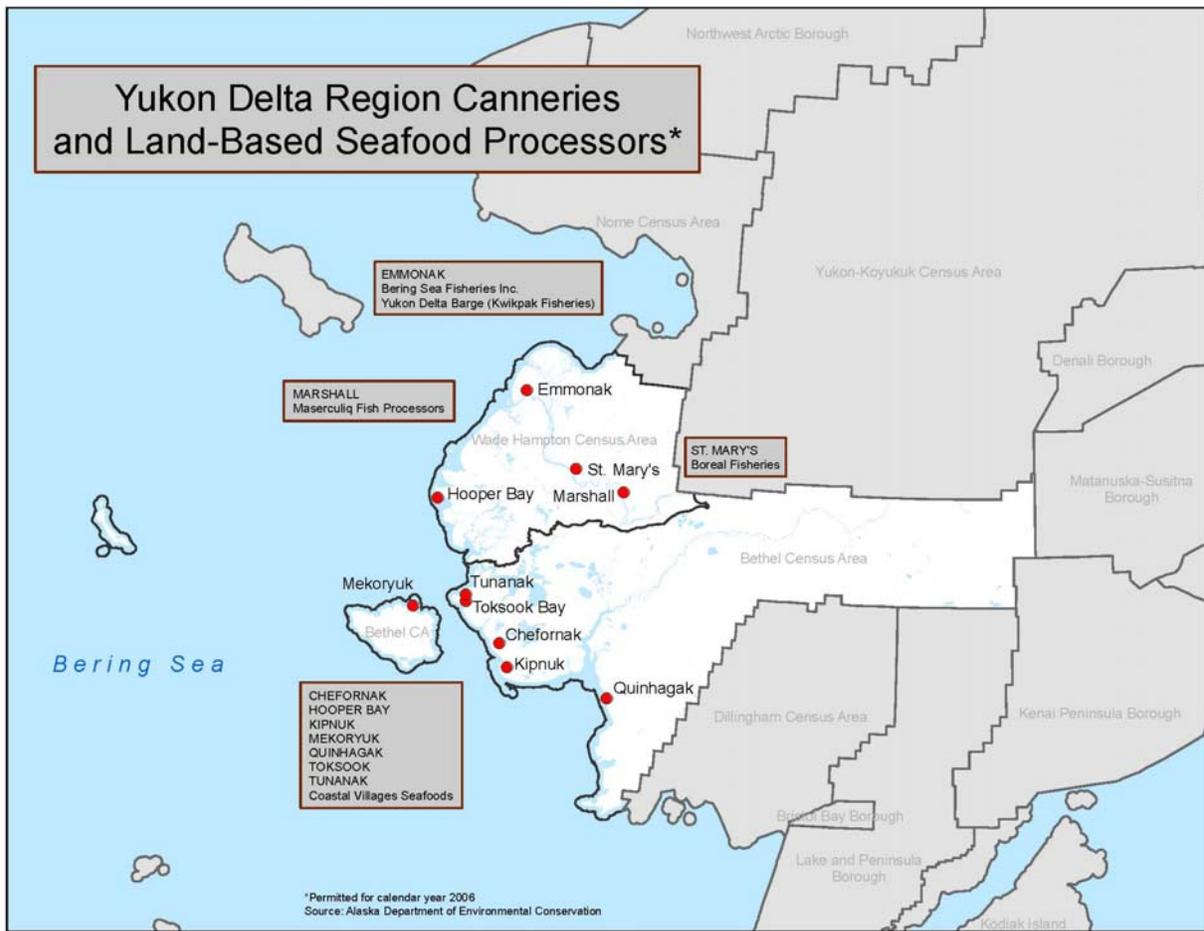 Northwest Arctic Borough
Yukon Delta Region Canneries
and Land-Based Seafood Processors*
Nome Census Area
Yukon-Koyukuk Census Area
EMMONAK
Bering Sea Fisheries Inc.
Yukon Delta Barge (Kwikpak Fisheries)
Denali Borough
MARSHALL
Maserculiq Fish Processors
Emmonak
Wade Hampton Census Area
ST. MARY'S
Boreal Fisheries
St. Mary's
Hooper Bay
Marshall
Matanuska-Susitna
Borough
Bethel Census Area
Mekoryuk
Tunanak
Toksook Bay
Bethel CA
Chefornak
Kipnuk
Bering Sea
Quinhagak
CHEFORNAK
HOOPER BAY
KIPNUK
MEKORYUK
QUINHAGAK
TOKSOOK
TUNANAK
Coastal Villages Seafoods
Dillingham Census Area
Kenai Peninsula Borough
Bristol Bay Borough
Lake and Peninsula
Borough
*Permitted for calendar year 2006
Source: Alaska Department of Environmental Conservation
Kodiak Island